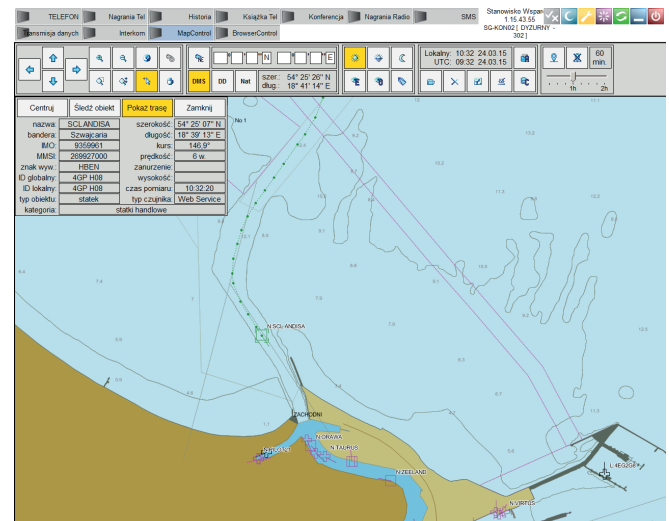 TELEFON
Nagrania Tel
Historia
Książka Tel
Konferencja
Nagrania Radio
SMS
Stanowisko Wspar
1.15.43.55
SG-KON02 [ DYZURNY -
302 ]
Transmisja danych
Interkom
MapControl
BrowserControl
N
E
DMS
DD
Nat
szer.: 54° 25' 26" N
dług.: 18° 41' 14" E
Lokalny: 10:32 24.03.15
UTC: 09:32 24.03.15
60
min.
1h
2h
Centruj
Śledź obiekt
Pokaż trasę
Zamknij
nazwa: SCLANDISA
szerokość: 54° 25' 07" N
bandera: Szwajcaria
długość: 18° 39' 13" E
IMO: 9359961
kurs: 146,9°
MMSI: 269927000
prędkość: 6 w.
znak wyw.: HBEN
zanurzenie:
ID globalny: 4GP H08
wysokość:
ID lokalny: 4GP H08
czas pomiaru: 10:32:20
typ obiektu: statek
typ czujnika: Web Service
kategoria: statki handlowe
No 1
N:SCLANDISA
ZACHODNI
N:ORAWA
N:TAURUS
N:ZEELAND
L:4EG2G8
N:VIRTUS